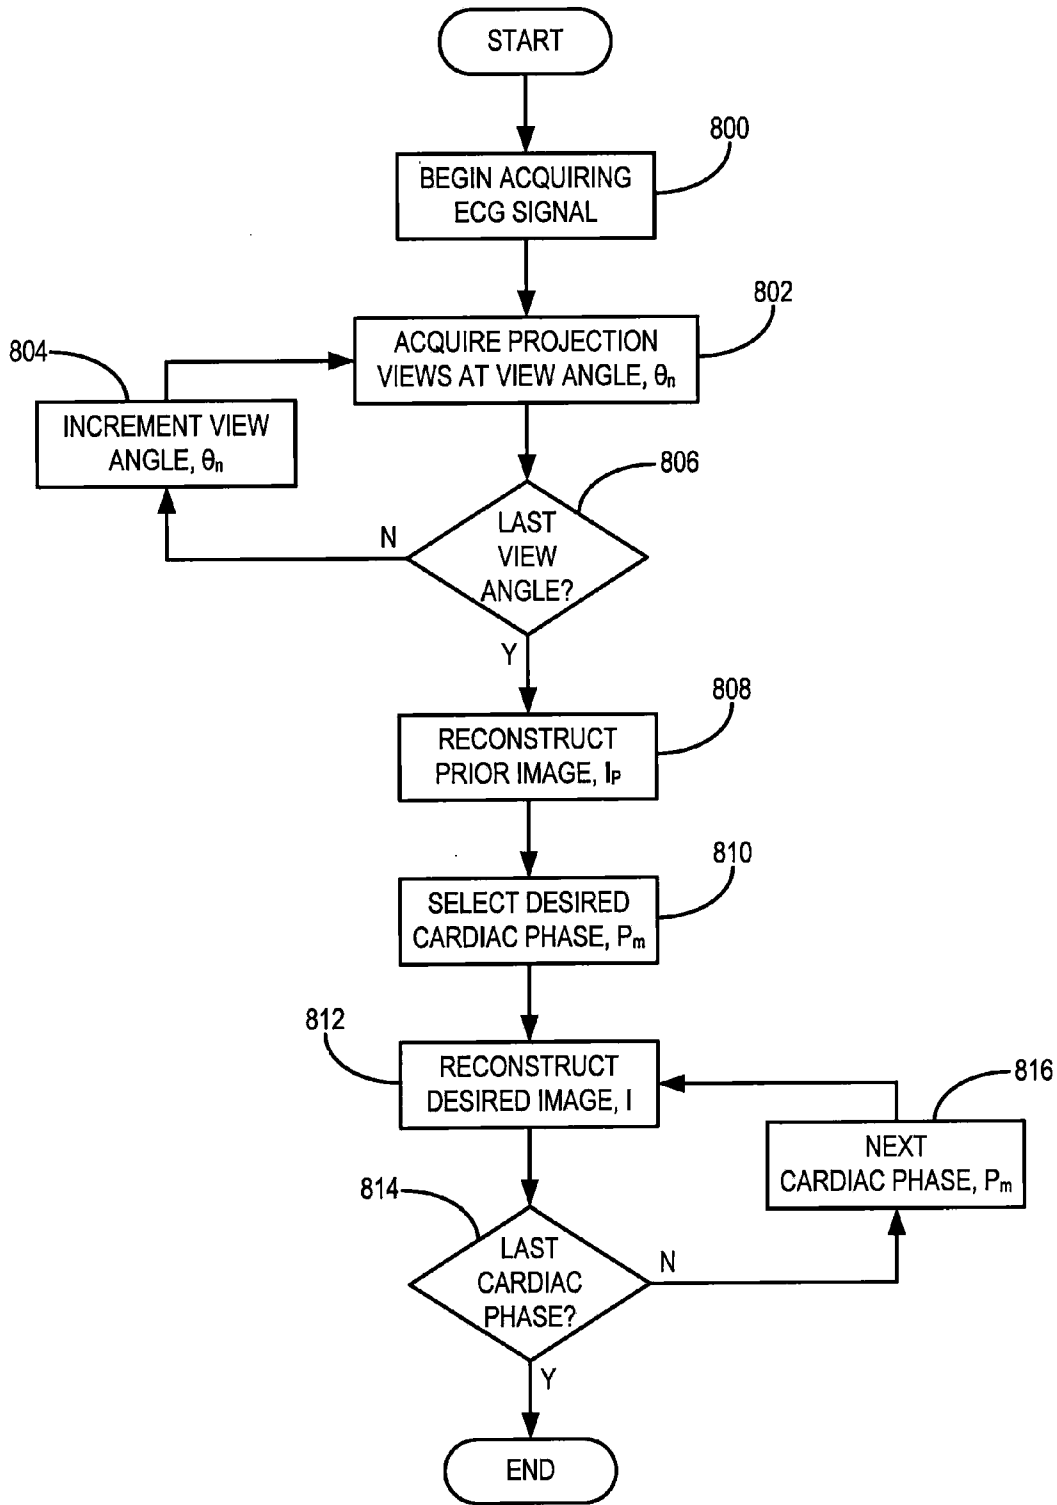 START
800
BEGIN ACQUIRING
ECG SIGNAL
802
ACQUIRE PROJECTION
VIEWS AT VIEW ANGLE, θn
804
INCREMENT VIEW
ANGLE, θn
806
LAST
VIEW
ANGLE?
N
Y
808
RECONSTRUCT
PRIOR IMAGE, IP
810
SELECT DESIRED
CARDIAC PHASE, Pm
812
RECONSTRUCT
DESIRED IMAGE, I
816
NEXT
CARDIAC PHASE, Pm
814
LAST
CARDIAC
PHASE?
N
Y
END